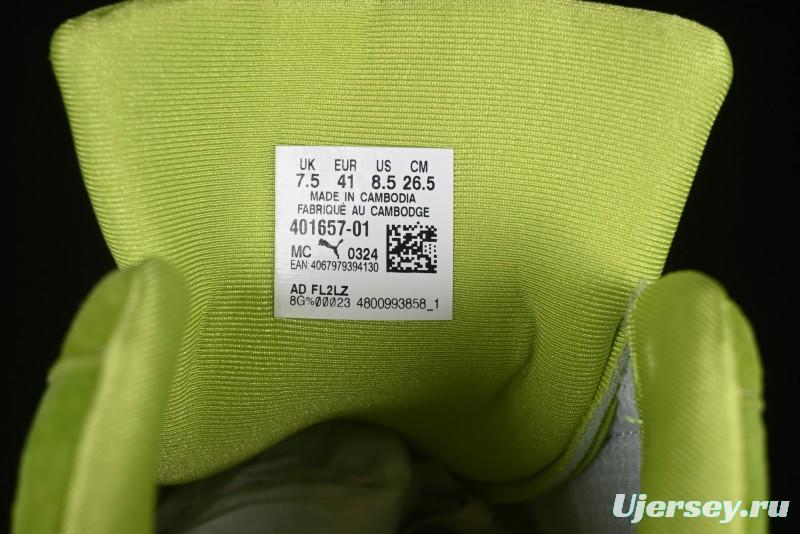 UK EUR US CM
7.5 41 8.5 26.5
MADE IN CAMBODIA
FABRIQUÉ AU CAMBODGE
401657-01
MC 0324
EAN: 4067979394130
AD FL2LZ
8G%00023 4800993858_1
Ujersey.ru